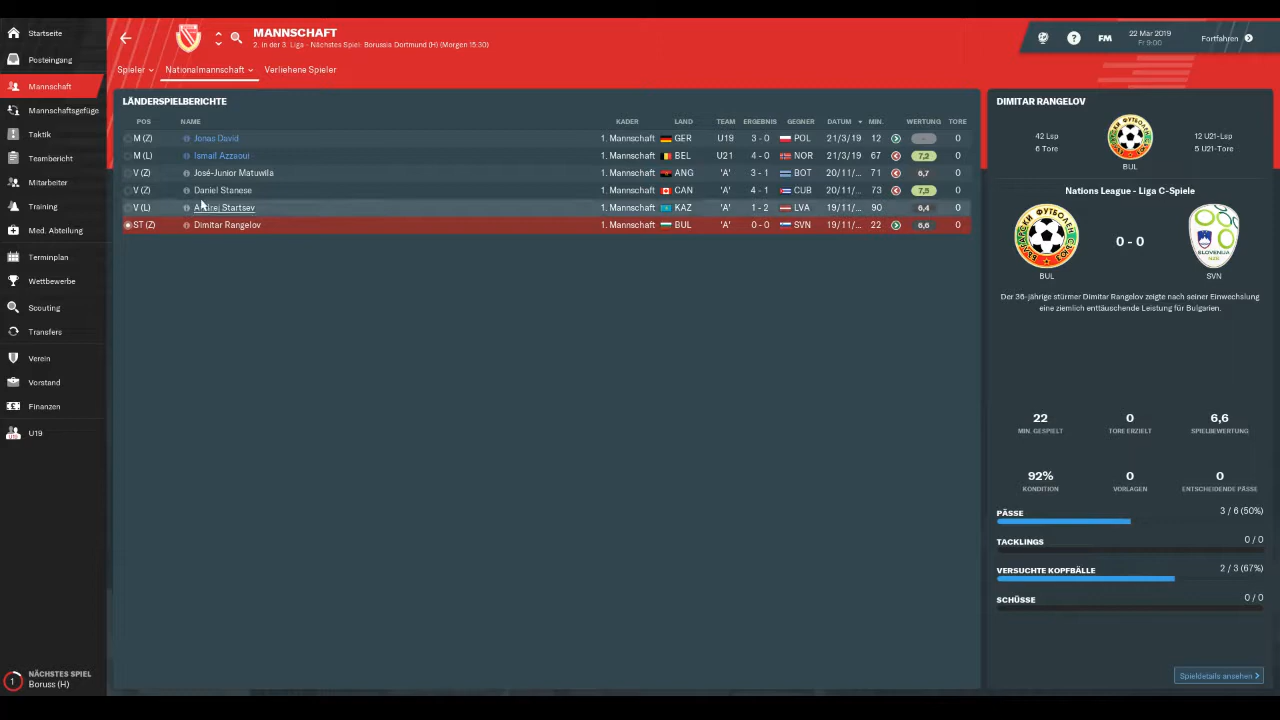 Startseite
Posteingang
Mannschaft
Mannschaftsgefüge
Taktik
Teambericht
Mitarbeiter
Training
Med. Abteilung
Terminplan
Wettbewerbe
Scouting
Transfers
Verein
Vorstand
Finanzen
U19
NÄCHSTES SPIEL
Boruss (H)
MANNSCHAFT
2. in der 3. Liga - Nächstes Spiel: Borussia Dortmund (H) (Morgen 15:30)
? FM 22 Mar 2019 Fr 9:00 Fortfahren
Spieler Nationalmannschaft Verliehene Spieler
LÄNDERSPIELBERICHTE
POS NAME KADER LAND TEAM ERGEBNIS GEGNER DATUM MIN. WERTUNG TORE
M (Z) Jonas David 1. Mannschaft GER U19 3 - 0 POL 21/3/19 12 - 0
M (L) Ismail Azzaoui 1. Mannschaft BEL U21 4 - 0 NOR 21/3/19 67 7,2 0
V (Z) José-Junior Matuwila 1. Mannschaft ANG 'A' 3 - 1 BOT 20/11/... 71 6,7 0
V (Z) Daniel Stanese 1. Mannschaft CAN 'A' 4 - 1 CUB 20/11/... 73 7,5 0
V (L) Andrei Startsev 1. Mannschaft KAZ 'A' 1 - 2 LVA 19/11/... 90 6,4 0
ST (Z) Dimitar Rangelov 1. Mannschaft BUL 'A' 0 - 0 SVN 19/11/... 22 6,6 0
DIMITAR RANGELOV
42 Lsp
6 Tore
BUL
12 U21-Lsp
5 U21-Tore
Nations League - Liga C-Spiele
0 - 0
BUL SVN
Der 36-jährige stürmer Dimitar Rangelov zeigte nach seiner Einwechslung
eine ziemlich enttäuschende Leistung für Bulgarien.
22 0 6,6
MIN. GESPIELT TORE ERZIELT SPIELBEWERTUNG
92% 0 0
KONDITION VORLAGEN ENTSCHEIDENDE PÄSSE
PÄSSE 3 / 6 (50%)
TACKLINGS 0 / 0
VERSUCHTE KOPFBÄLLE 2 / 3 (67%)
SCHÜSSE 0 / 0
Spieldetails ansehen